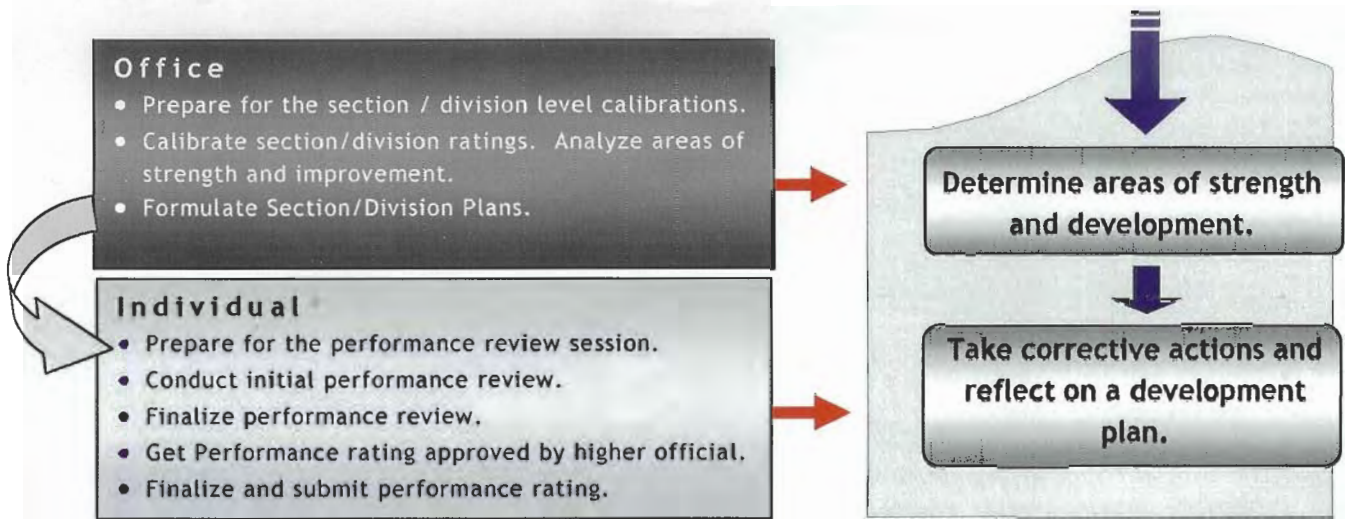 Office
• Prepare for the section / division level calibrations.
• Calibrate section/division ratings. Analyze areas of
strength and improvement.
• Formulate Section/Division Plans.
Individual
• Prepare for the performance review session.
• Conduct initial performance review.
• Finalize performance review.
• Get Performance rating approved by higher official.
• Finalize and submit performance rating.
Determine areas of strength
and development.
Take corrective actions and
reflect on a development
plan.